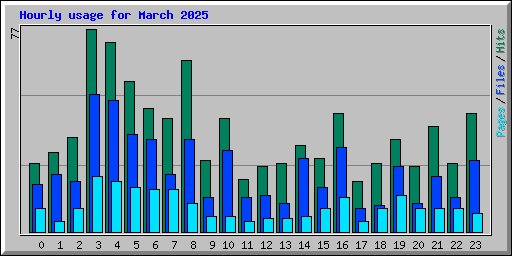 Hourly usage for March 2025
77
Pages / Files / Hits
0 1 2 3 4 5 6 7 8 9 10 11 12 13 14 15 16 17 18 19 20 21 22 23